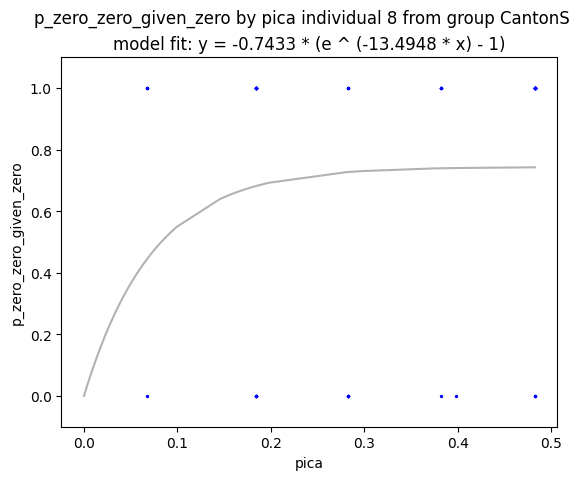 p_zero_zero_given_zero by pica individual 8 from group CantonS
model fit: y = -0.7433 * (e ^ (-13.4948 * x) - 1)
1.0
0.8
0.6
0.4
0.2
0.0
p_zero_zero_given_zero
0.0 0.1 0.2 0.3 0.4 0.5
pica